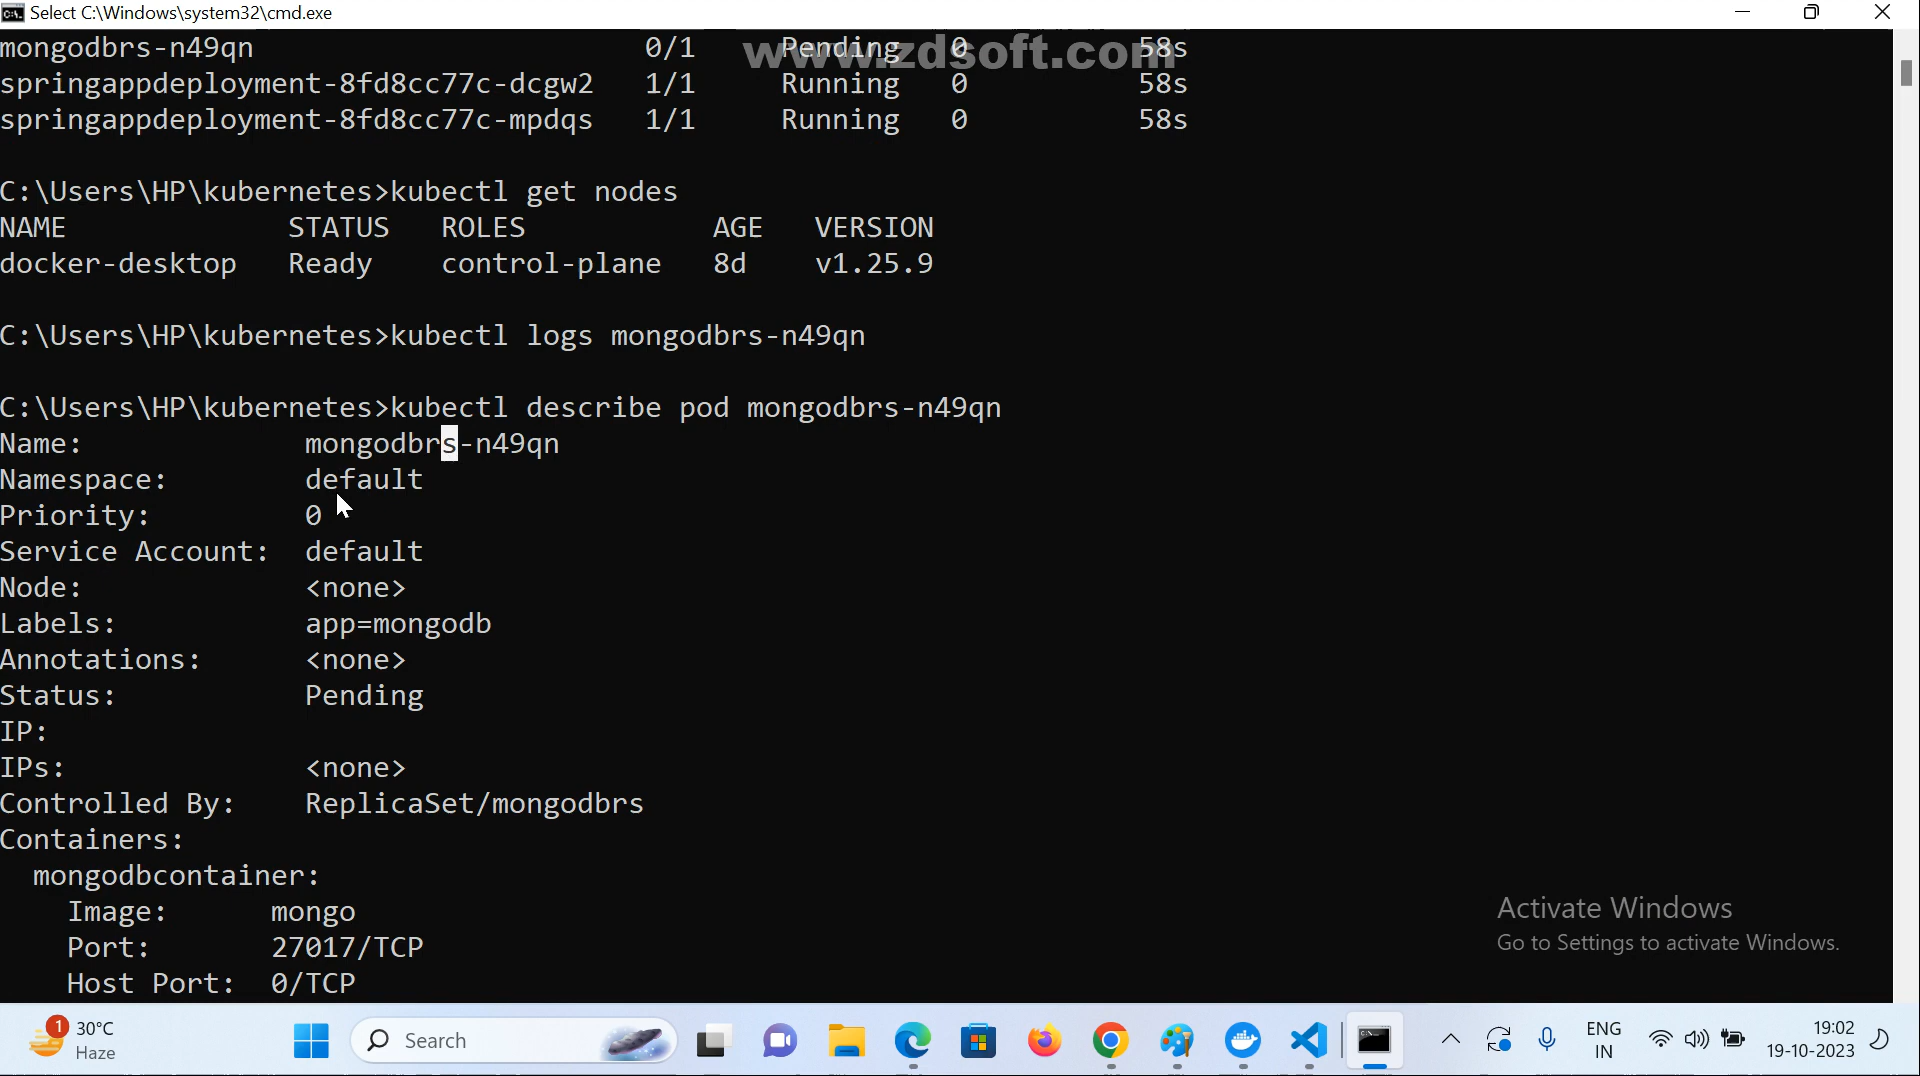 Select C:\Windows\system32\cmd.exe
mongodbrs-n49qn 0/1 Pending 0 58s
www.zdsoft.com
springappdeployment-8fd8cc77c-dcgw2 1/1 Running 0 58s
springappdeployment-8fd8cc77c-mpdqs 1/1 Running 0 58s
C:\Users\HP\kubernetes>kubectl get nodes
NAME STATUS ROLES AGE VERSION
docker-desktop Ready control-plane 8d v1.25.9
C:\Users\HP\kubernetes>kubectl logs mongodbrs-n49qn
C:\Users\HP\kubernetes>kubectl describe pod mongodbrs-n49qn
Name: mongodbrs-n49qn
Namespace: default
Priority: 0
Service Account: default
Node: <none>
Labels: app=mongodb
Annotations: <none>
Status: Pending
IP:
IPs: <none>
Controlled By: ReplicaSet/mongodbrs
Containers:
mongodbcontainer:
Image: mongo
Port: 27017/TCP
Host Port: 0/TCP
Activate Windows
Go to Settings to activate Windows.
1
30°C
Haze
Search
ENG
IN
19:02
19-10-2023